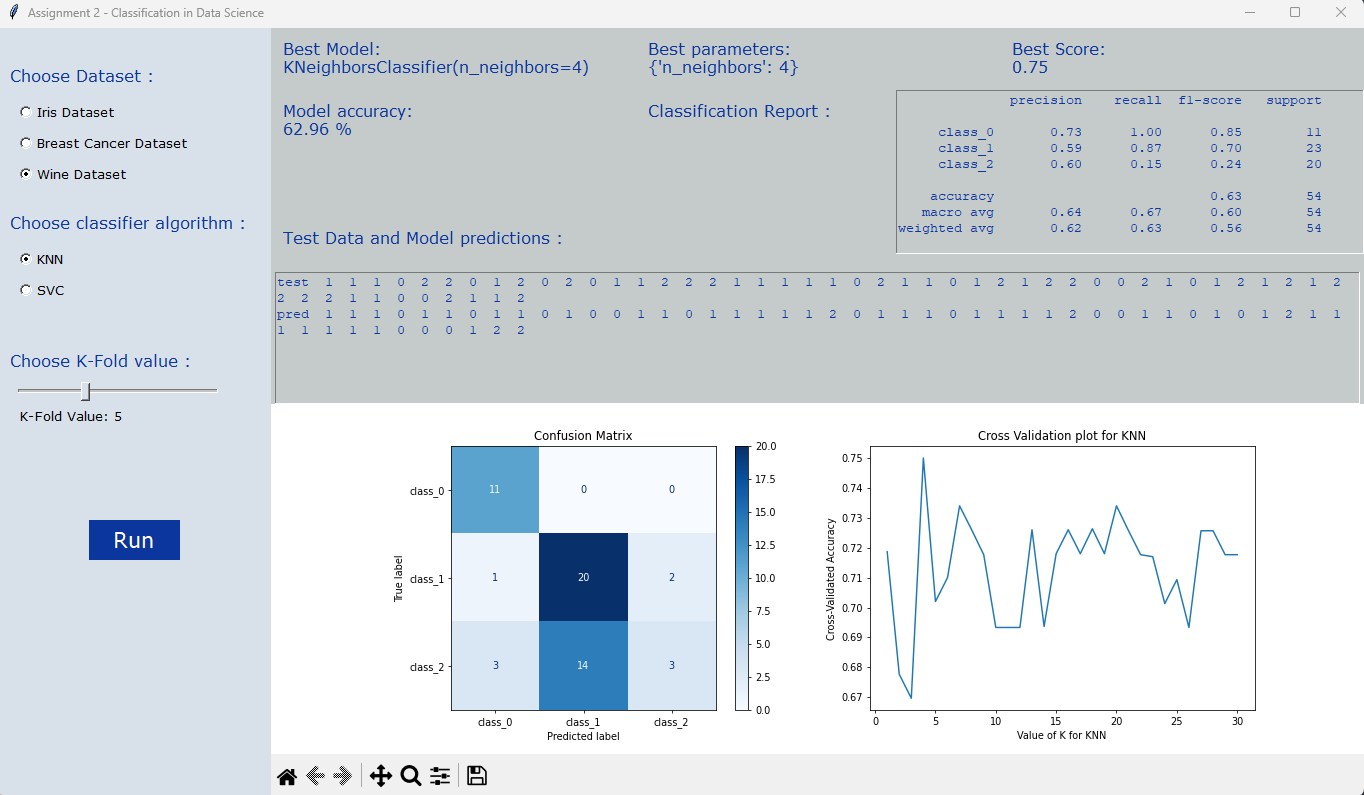 Assignment 2 - Classification in Data Science
Choose Dataset :
Iris Dataset
Breast Cancer Dataset
Wine Dataset
Choose classifier algorithm :
KNN
SVC
Choose K-Fold value :
K-Fold Value: 5
Run
Best Model:
KNeighborsClassifier(n_neighbors=4)
Best parameters:
{'n_neighbors': 4}
Best Score:
0.75
Model accuracy:
62.96 %
Classification Report :
precision recall f1-score support
class_0 0.73 1.00 0.85 11
class_1 0.59 0.87 0.70 23
class_2 0.60 0.15 0.24 20
accuracy 0.63 54
macro avg 0.64 0.67 0.60 54
weighted avg 0.62 0.63 0.56 54
Test Data and Model predictions :
test 1 1 1 0 2 2 0 1 2 0 2 0 1 1 2 2 2 1 1 1 1 1 0 2 1 1 0 1 2 1 2 2 0 0 2 1 0 1 2 1 2 1 2
2 2 2 1 1 0 0 2 1 1 2
pred 1 1 1 0 1 1 0 1 1 0 1 0 0 1 1 0 1 1 1 1 1 2 0 1 1 1 0 1 1 1 1 2 0 0 1 1 0 1 0 1 2 1 1
1 1 1 1 1 0 0 0 1 2 2
Confusion Matrix
True label
class_0
class_1
class_2
11 0 0
1 20 2
3 14 3
class_0 class_1 class_2
Predicted label
20.0
17.5
15.0
12.5
10.0
7.5
5.0
2.5
0.0
Cross Validation plot for KNN
Cross-Validated Accuracy
0.75
0.74
0.73
0.72
0.71
0.70
0.69
0.68
0.67
0 5 10 15 20 25 30
Value of K for KNN